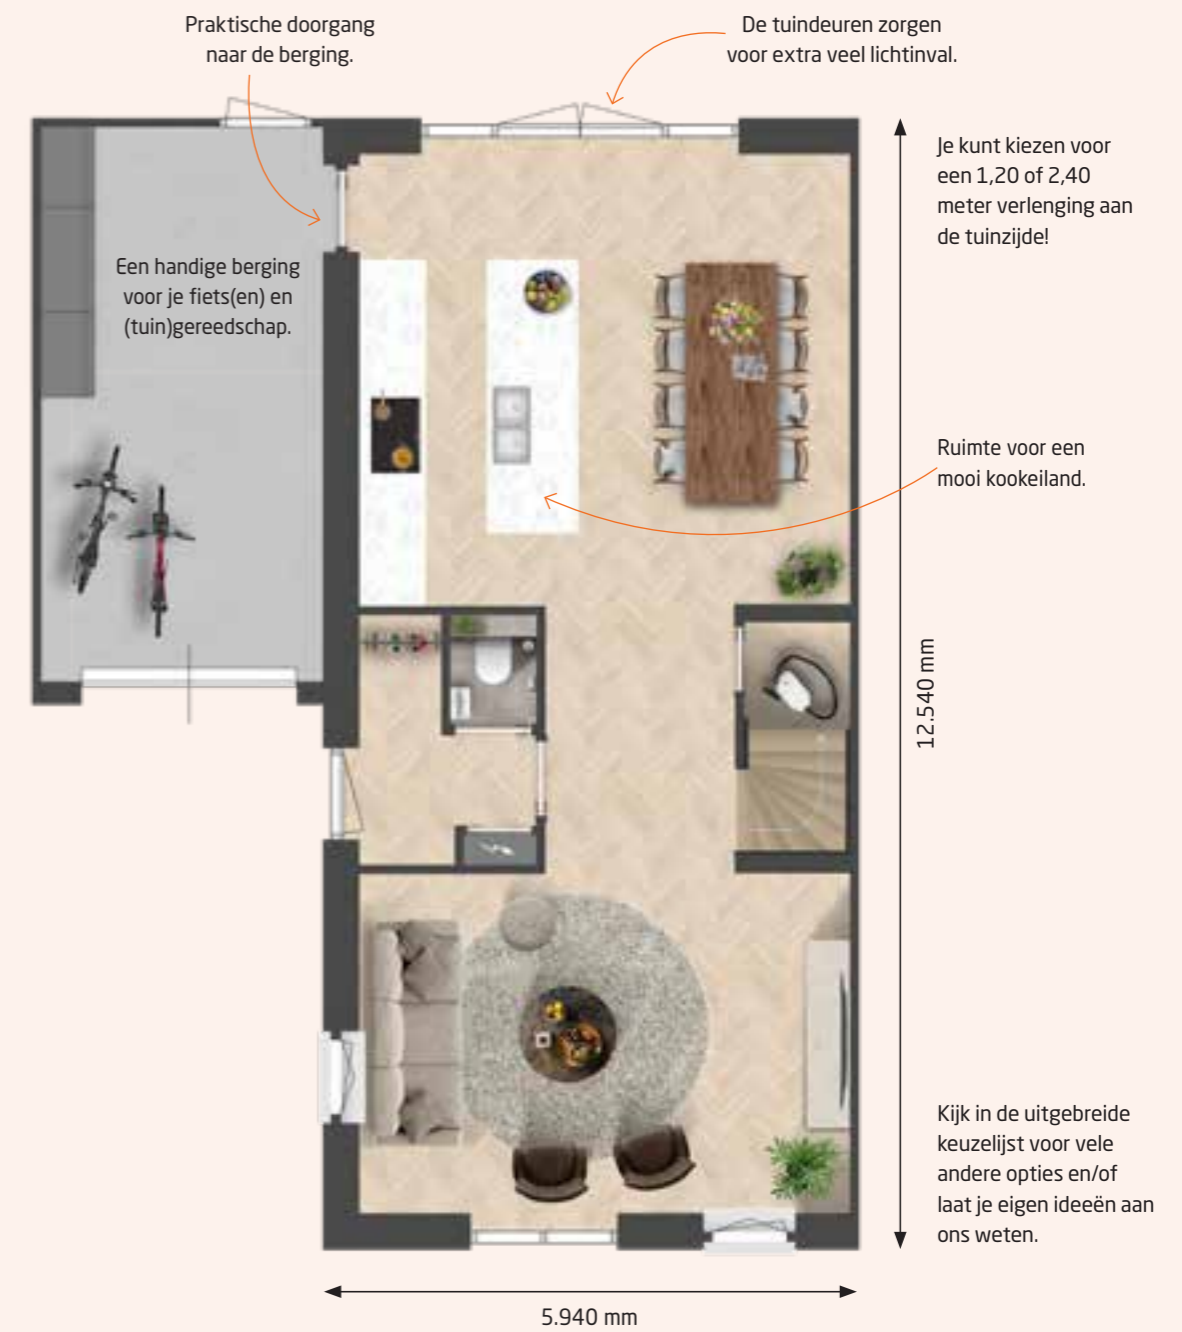 Praktische doorgang
naar de berging.
De tuindeuren zorgen
voor extra veel lichtinval.
Je kunt kiezen voor
een 1,20 of 2,40
meter verlenging aan
de tuinzijde!
Een handige berging
voor je fiets(en) en
(tuin)gereedschap.
Ruimte voor een
mooi kookeiland.
12.540 mm
Kijk in de uitgebreide
keuzelijst voor vele
andere opties en/of
laat je eigen ideeën aan
ons weten.
5.940 mm